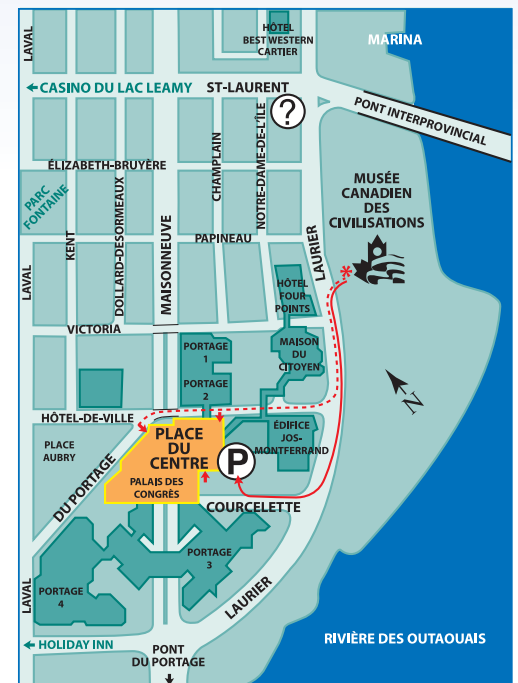 LAVAL
HÔTEL
BEST WESTERN
CARTIER
MARINA
←CASINO DU LAC LEAMY
ST-LAURENT
?
PONT INTERPROVINCIAL
ÉLIZABETH-BRUYÈRE
PARC
FONTAINE
CHAMPLAIN
NOTRE-DAME-DE-L'ÎLE
MUSÉE
CANADIEN
DES
CIVILISATIONS
KENT
DOLLARD-DESORMEAUX
MAISONNEUVE
PAPINEAU
LAURIER
*
LAVAL
HÔTEL
FOUR
POINTS
VICTORIA
PORTAGE
1
MAISON
DU
CITOYEN
PORTAGE
2
N
HÔTEL-DE-VILLE
PLACE
AUBRY
PLACE
DU
CENTRE
P
ÉDIFICE
JOS-
MONTFERRAND
DU PORTAGE
PALAIS DES
CONGRÈS
COURCELETTE
PORTAGE
3
LAVAL
PORTAGE
4
LAURIER
←HOLIDAY INN
PONT
DU PORTAGE
RIVIÈRE DES OUTAOUAIS